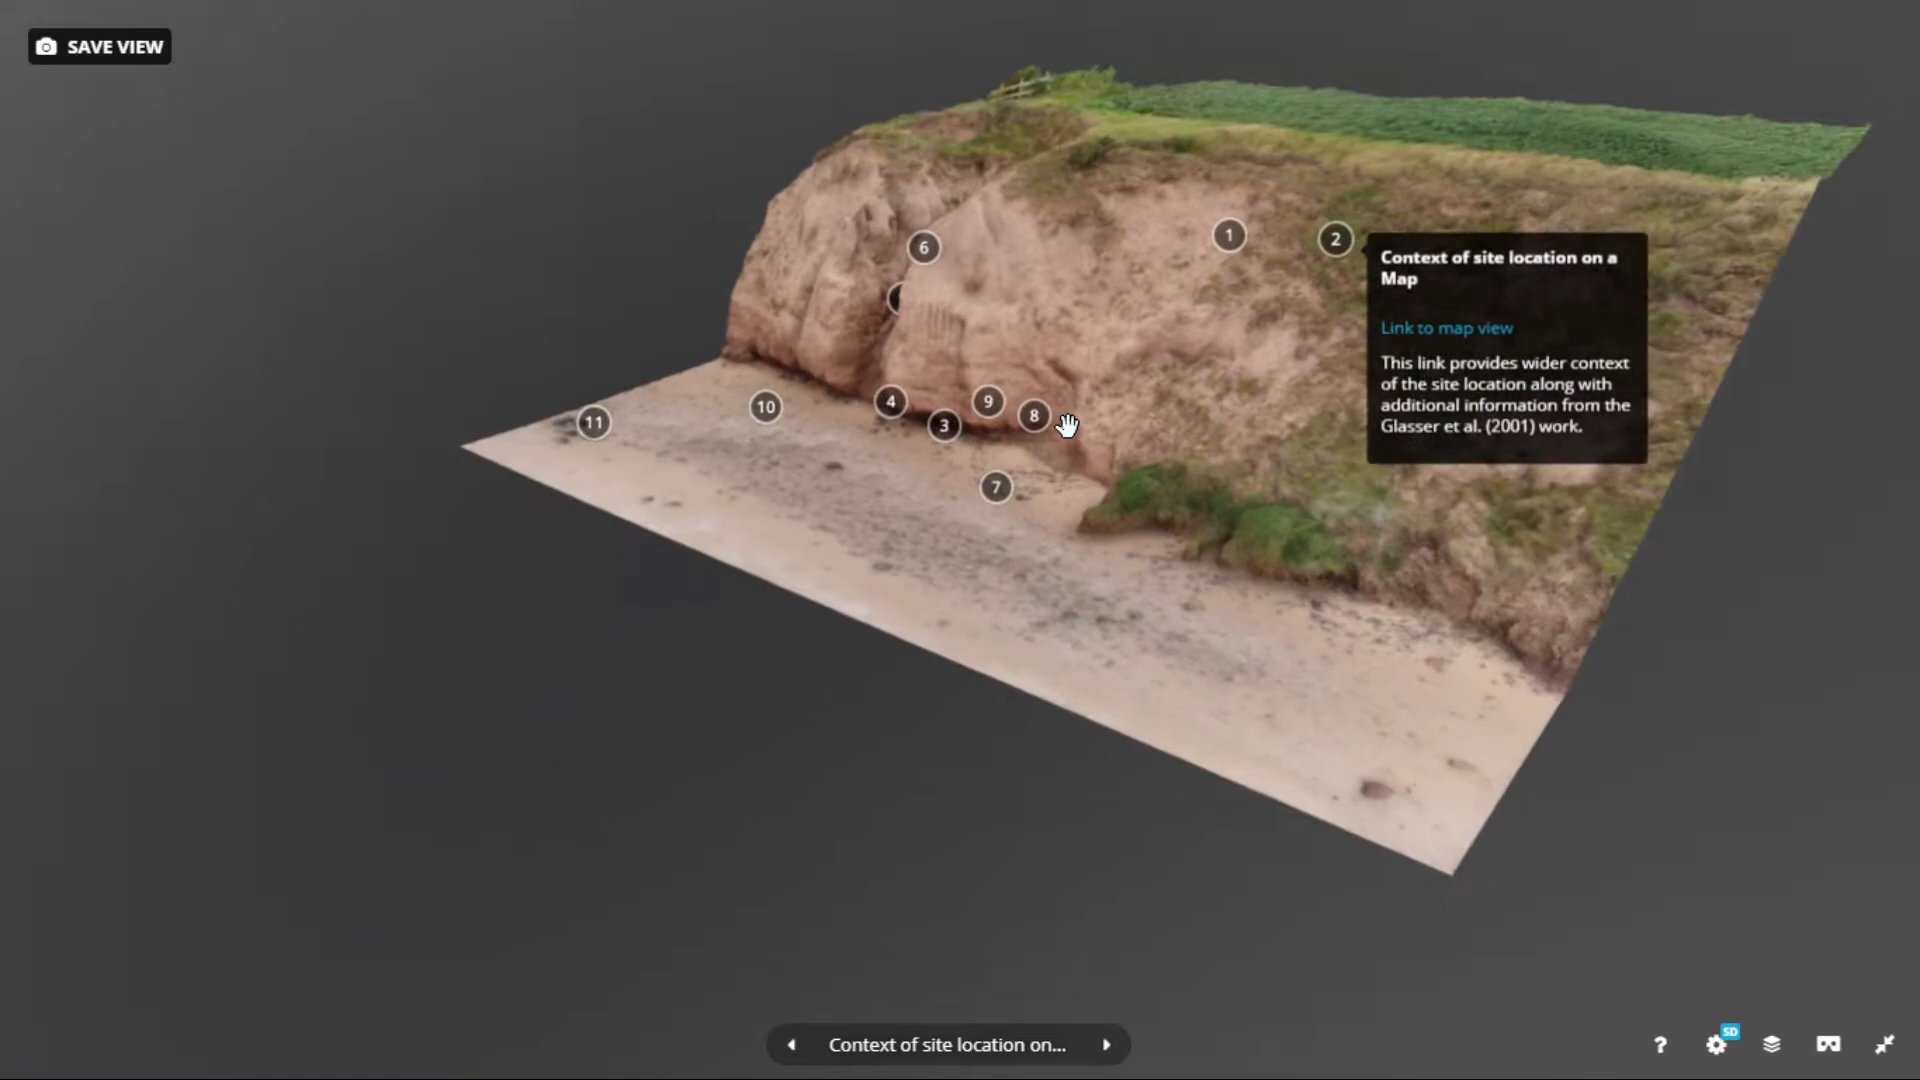 SAVE VIEW
6
1
2
Context of site location on a
Map
Link to map view
This link provides wider context
of the site location along with
additional information from the
Glasser et al. (2001) work.
11
10
4
3
9
8
7
Context of site location on...
?
SD